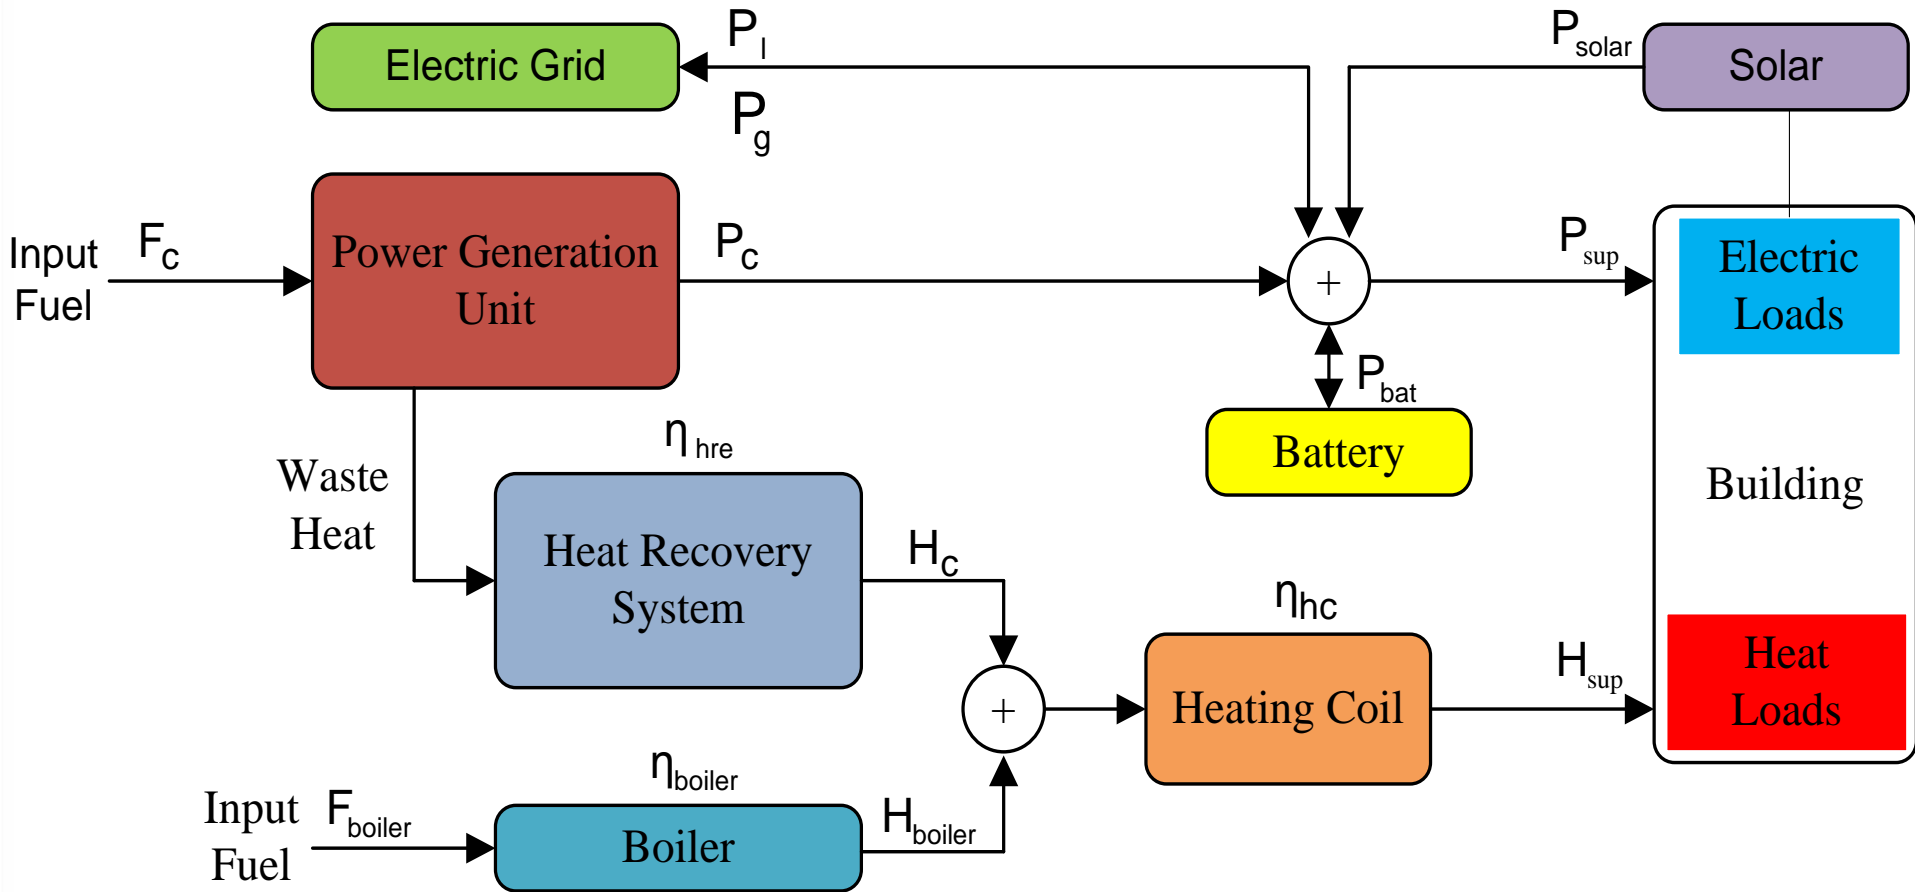 Electric Grid
P_l
P_g
P_solar
Solar
Input
Fuel
F_c
Power Generation
Unit
P_c
+
P_sup
Electric
Loads
P_bat
Battery
Building
Waste
Heat
η_hre
Heat Recovery
System
H_c
+
η_hc
Heating Coil
H_sup
Heat
Loads
Input
Fuel
F_boiler
η_boiler
Boiler
H_boiler